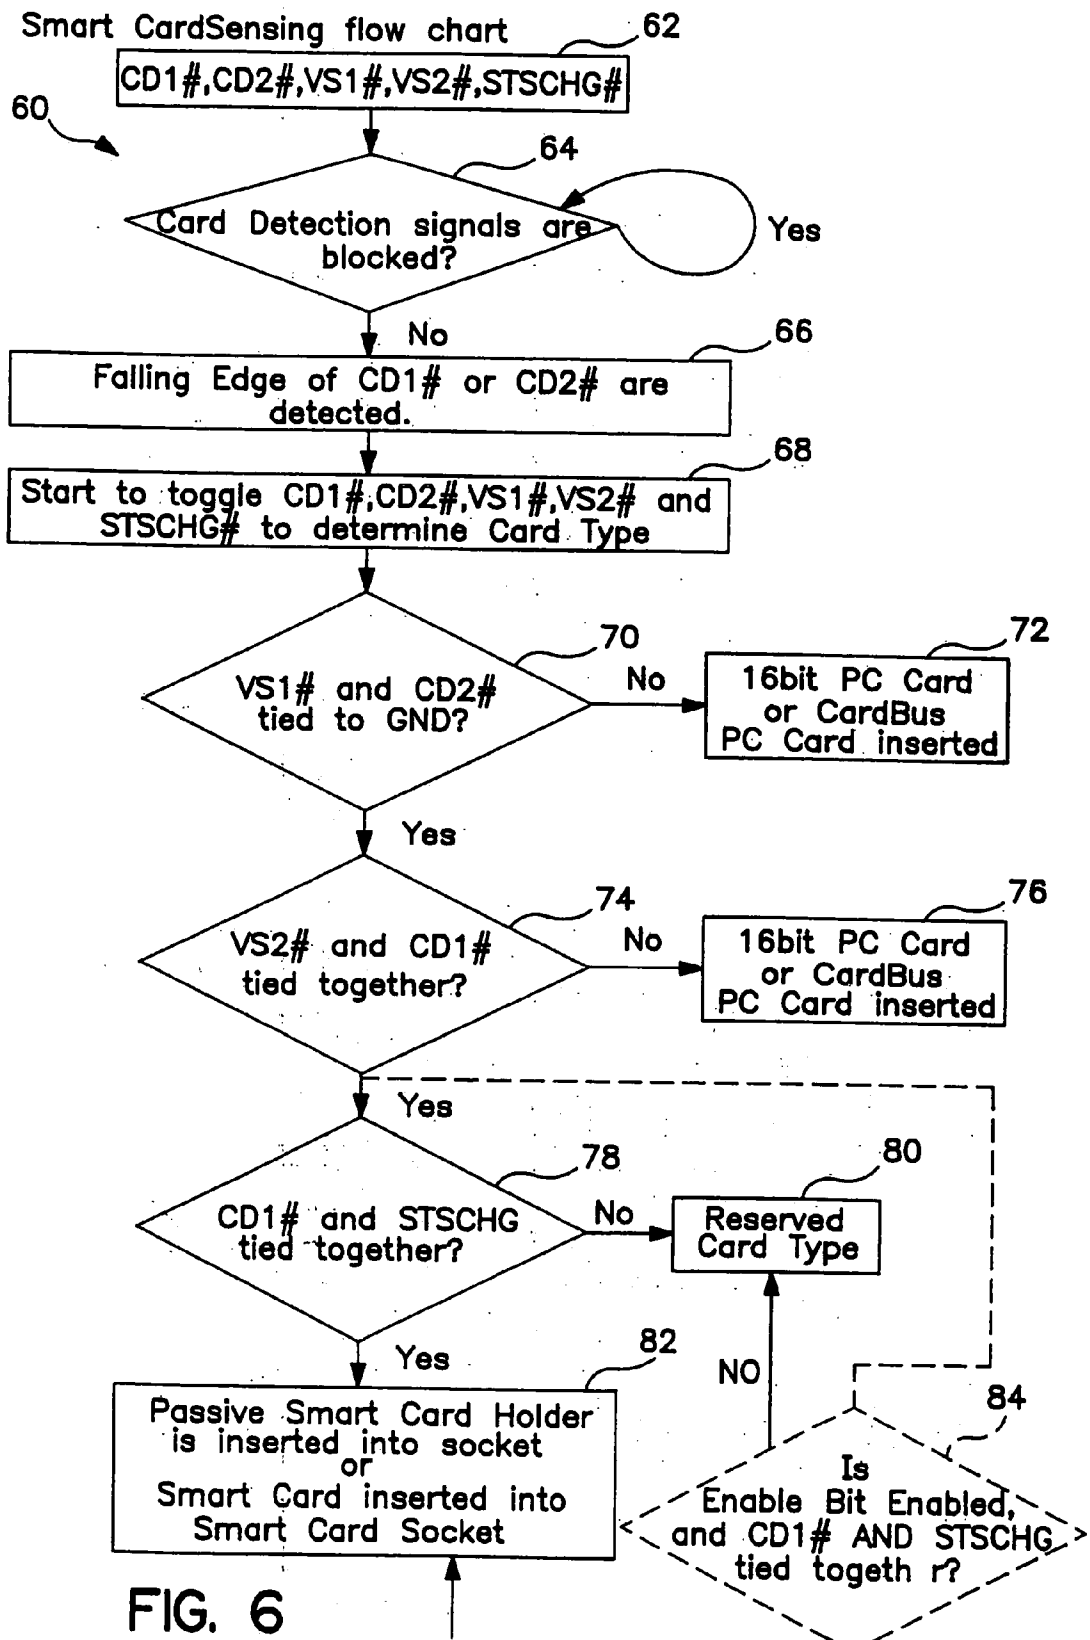 Smart CardSensing flow chart
62
CD1#,CD2#,VS1#,VS2#,STSCHG#
60
64
Card Detection signals are
blocked?
Yes
No
66
Falling Edge of CD1# or CD2# are
detected.
68
Start to toggle CD1#,CD2#,VS1#,VS2# and
STSCHG# to determine Card Type
70
VS1# and CD2#
tied to GND?
No
72
16bit PC Card
or CardBus
PC Card inserted
Yes
74
VS2# and CD1#
tied together?
No
76
16bit PC Card
or CardBus
PC Card inserted
Yes
78
CD1# and STSCHG
tied together?
No
80
Reserved
Card Type
Yes
82
Passive Smart Card Holder
is inserted into socket
or
Smart Card inserted into
Smart Card Socket
NO
84
Is
Enable Bit Enabled,
and CD1# AND STSCHG
tied togeth r?
FIG. 6